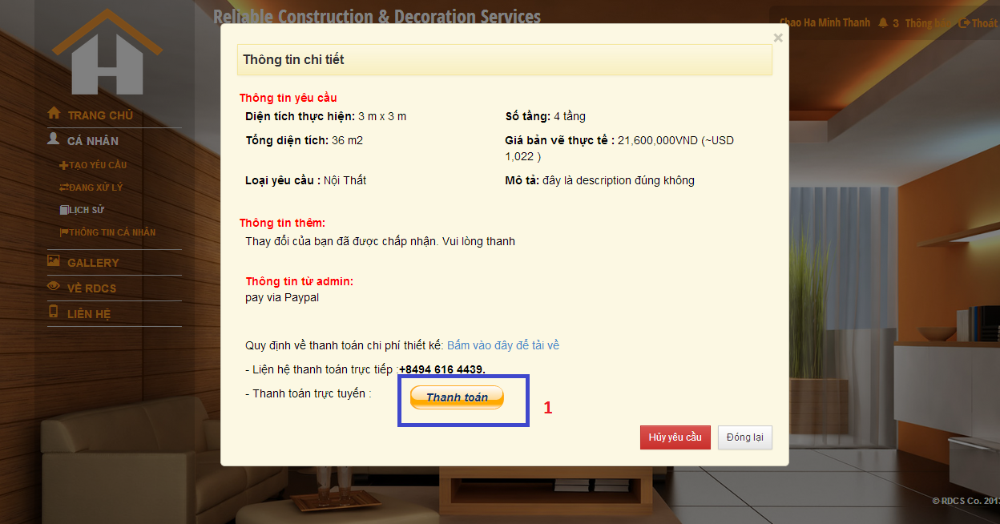 Reliable Construction & Decoration Services
Chao Ha Minh Thanh 3 Thông Thoát
×
TRANG CHỦ
CÁ NHÂN
TẠO YÊU CẦU
ĐANG XỬ LÝ
LỊCH SỬ
THÔNG TIN CÁ NHÂN
GALLERY
VỀ RDCS
LIÊN HỆ
Thông tin chi tiết
Thông tin yêu cầu
Diện tích thực hiện: 3 m x 3 m
Số tầng: 4 tầng
Tổng diện tích: 36 m2
Giá bản vẽ thực tế : 21,600,000VND (~USD
1,022 )
Loại yêu cầu : Nội Thất
Mô tả: đây là description đúng không
Thông tin thêm:
Thay đổi của bạn đã được chấp nhận. Vui lòng thanh
Thông tin từ admin:
pay via Paypal
Quy định về thanh toán chi phí thiết kế: Bấm vào đây để tải về
- Liên hệ thanh toán trực tiếp :+8494 616 4439.
- Thanh toán trực tuyến :
Thanh toán
1
Hủy yêu cầu
Đóng lại
© RDCS Co. 2013